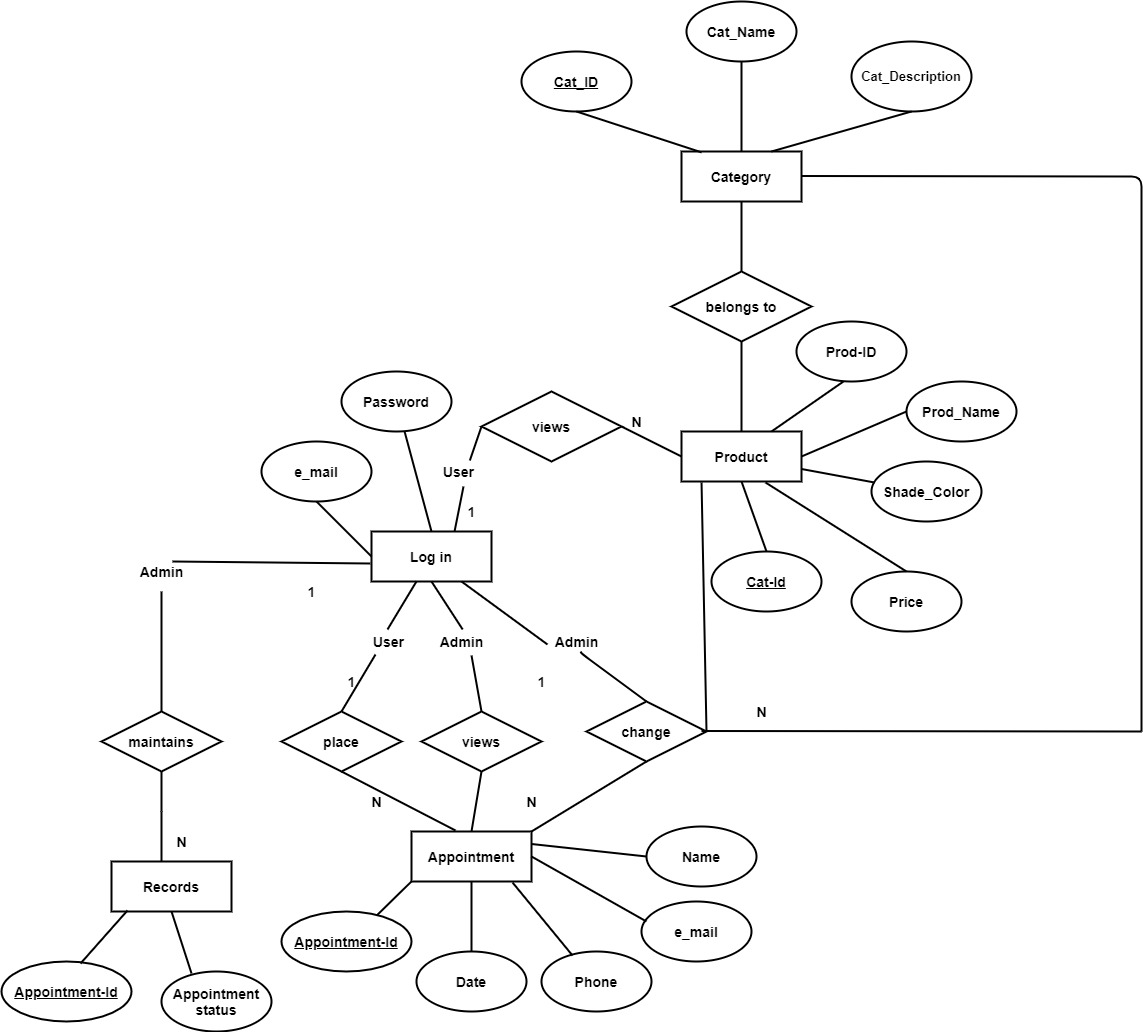 Cat_Name
Cat_ID
Cat_Description
Category
belongs to
Prod-ID
Password
Prod_Name
views
N
Product
e_mail
User
Shade_Color
1
Log in
Admin
1
Cat-Id
Price
User
Admin
Admin
1
1
N
maintains
place
views
change
N
N
N
Appointment
Name
Records
e_mail
Appointment-Id
Date
Phone
Appointment-Id
Appointment
status